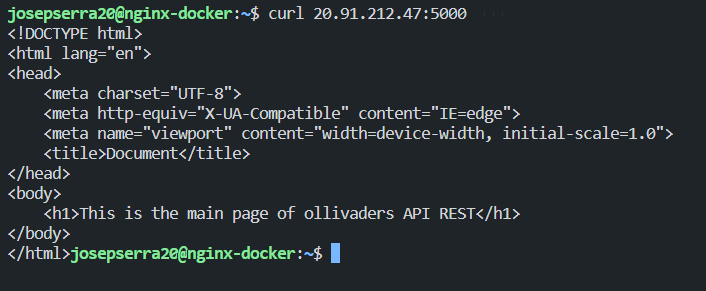 josepserra20@nginx-docker:~$ curl 20.91.212.47:5000
<!DOCTYPE html>
<html lang="en">
<head>
    <meta charset="UTF-8">
    <meta http-equiv="X-UA-Compatible" content="IE=edge">
    <meta name="viewport" content="width=device-width, initial-scale=1.0">
    <title>Document</title>
</head>
<body>
    <h1>This is the main page of ollivaders API REST</h1>
</body>
</html>josepserra20@nginx-docker:~$